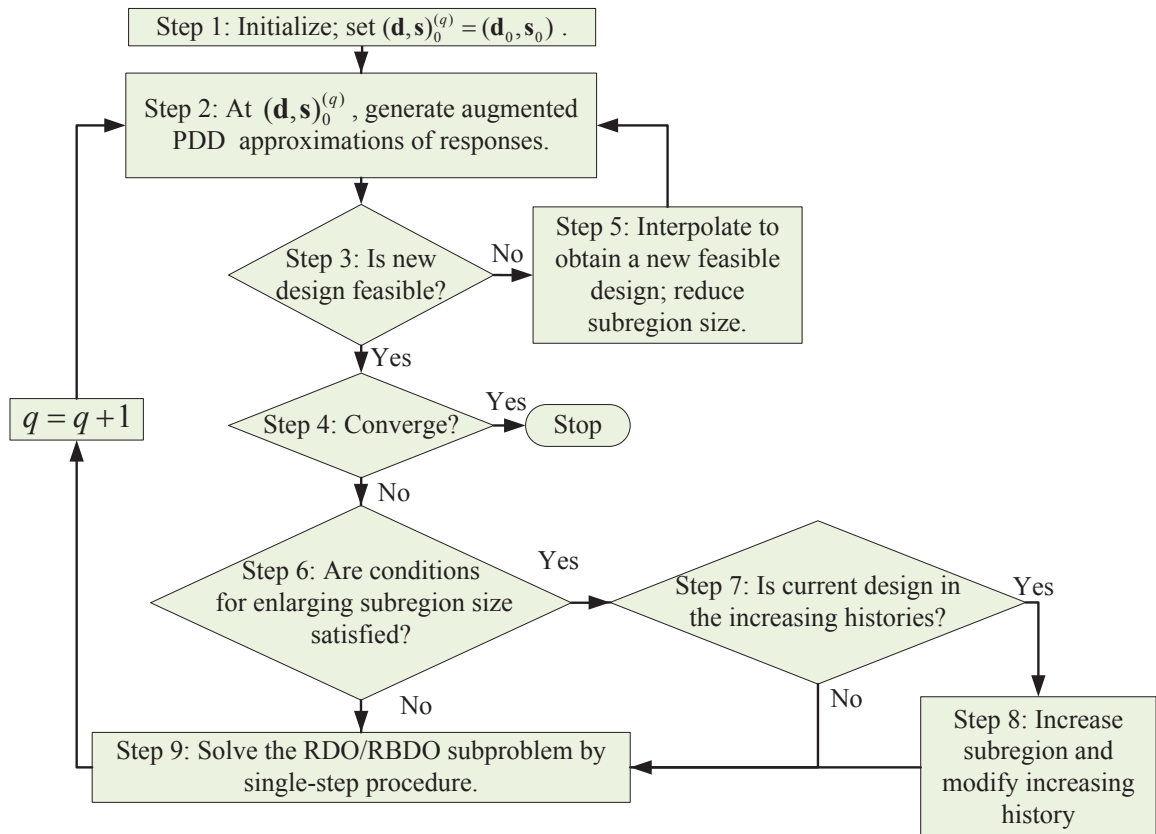 Step 1: Initialize; set (d,s)₀^(q) = (d₀,s₀) .
Step 2: At (d,s)₀^(q) , generate augmented
PDD approximations of responses.
Step 3: Is new
design feasible?
No
Step 5: Interpolate to
obtain a new feasible
design; reduce
subregion size.
Yes
Step 4: Converge?
Yes
Stop
q = q+1
No
Step 6: Are conditions
for enlarging subregion size
satisfied?
Yes
Step 7: Is current design in
the increasing histories?
Yes
No
No
Step 8: Increase
subregion and
modify increasing
history
Step 9: Solve the RDO/RBDO subproblem by
single-step procedure.